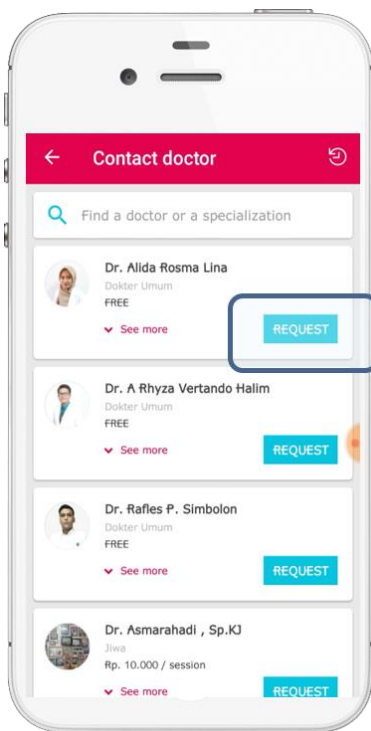 Contact doctor
Find a doctor or a specialization
Dr. Alida Rosma Lina
Dokter Umum
FREE
See more
REQUEST
Dr. A Rhyza Vertando Halim
Dokter Umum
FREE
See more
REQUEST
Dr. Rafles P. Simbolon
Dokter Umum
FREE
See more
REQUEST
Dr. Asmarahadi , Sp.KJ
Jiwa
Rp. 10.000 / session
See more
REQUEST